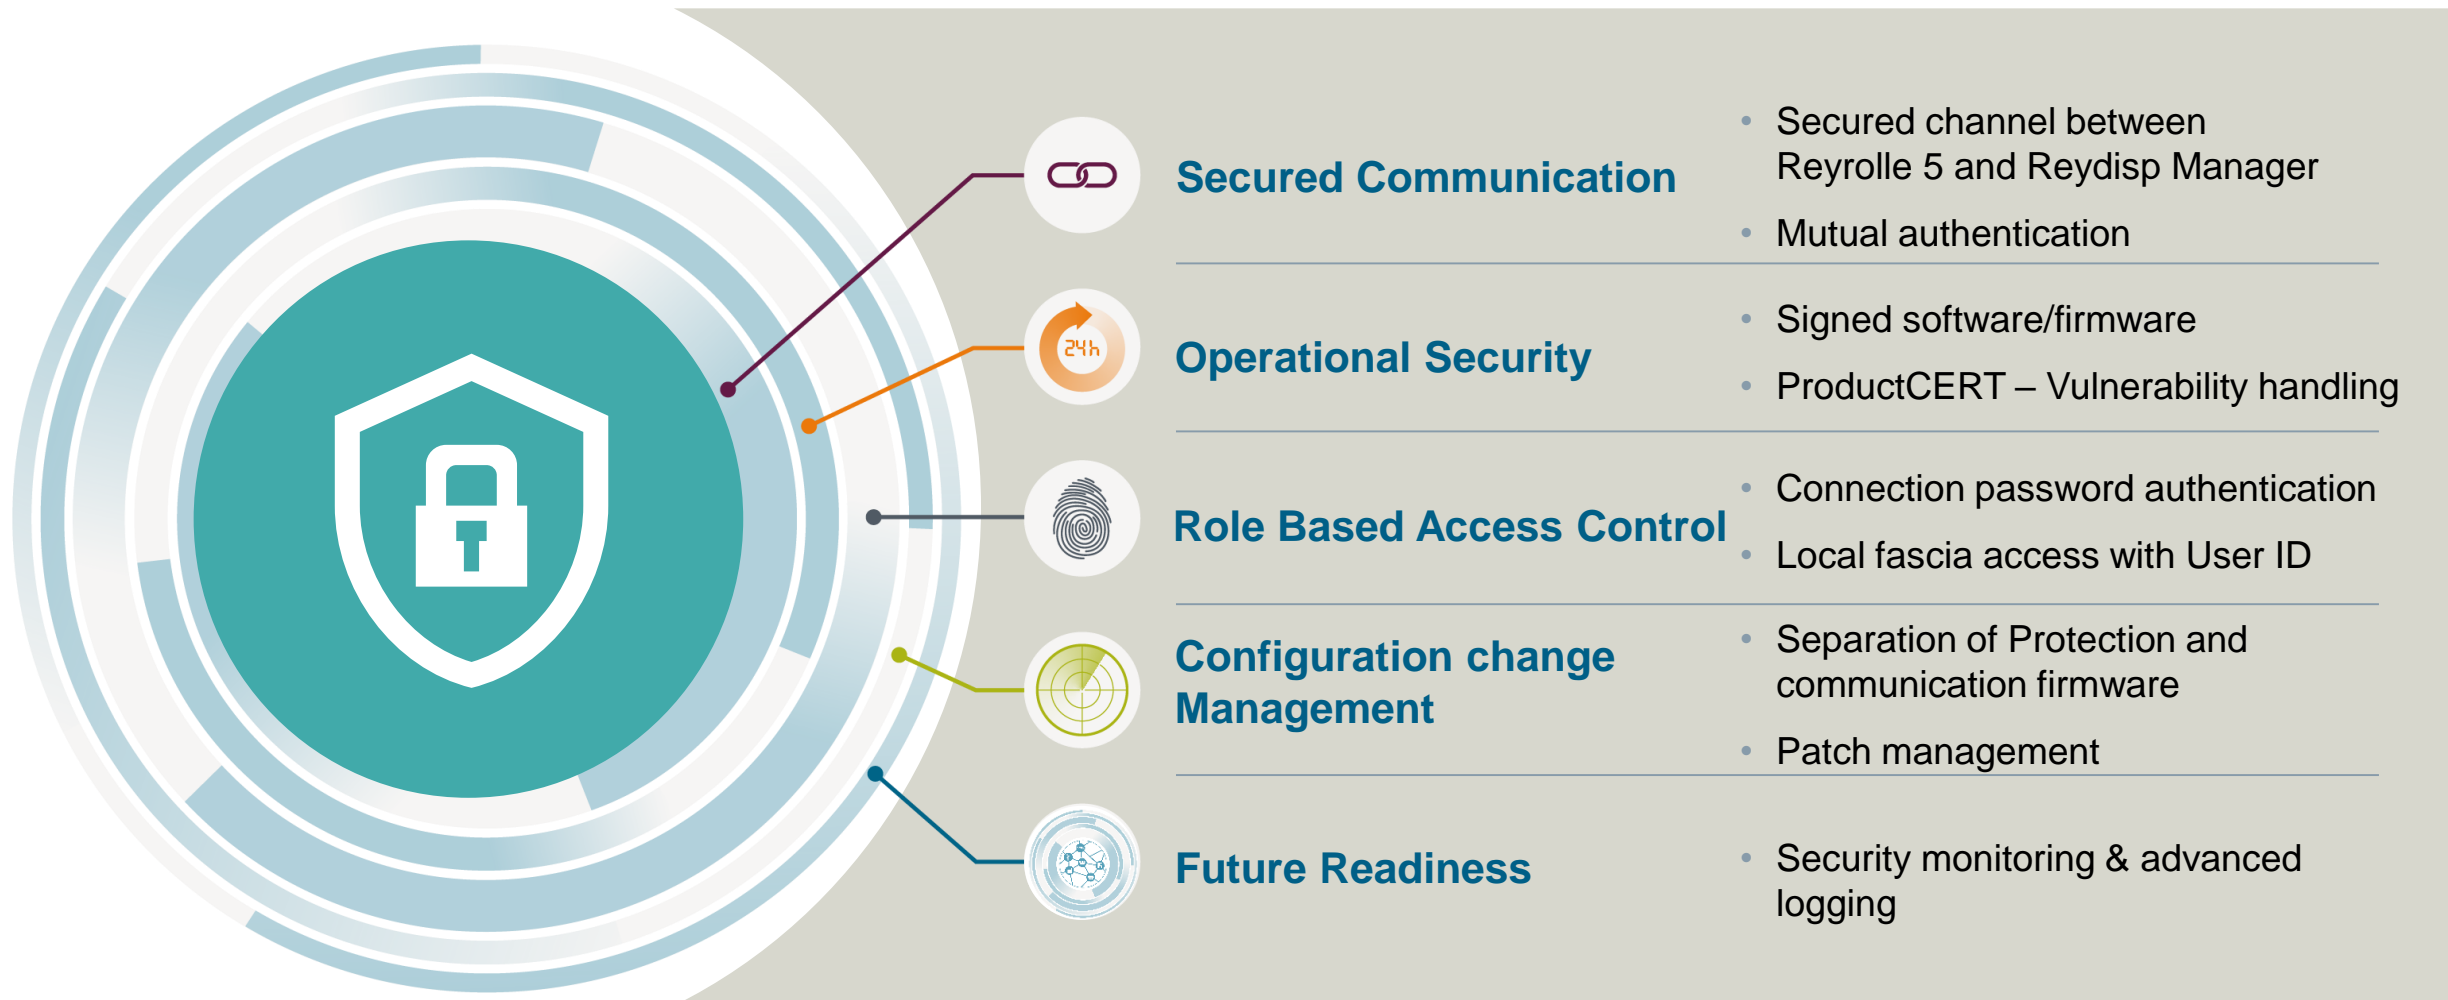 Secured Communication
• Secured channel between
Reyrolle 5 and Reydisp Manager
• Mutual authentication
24h
Operational Security
• Signed software/firmware
• ProductCERT – Vulnerability handling
Role Based Access Control
• Connection password authentication
• Local fascia access with User ID
Configuration change
Management
• Separation of Protection and
communication firmware
• Patch management
Future Readiness
• Security monitoring & advanced
logging